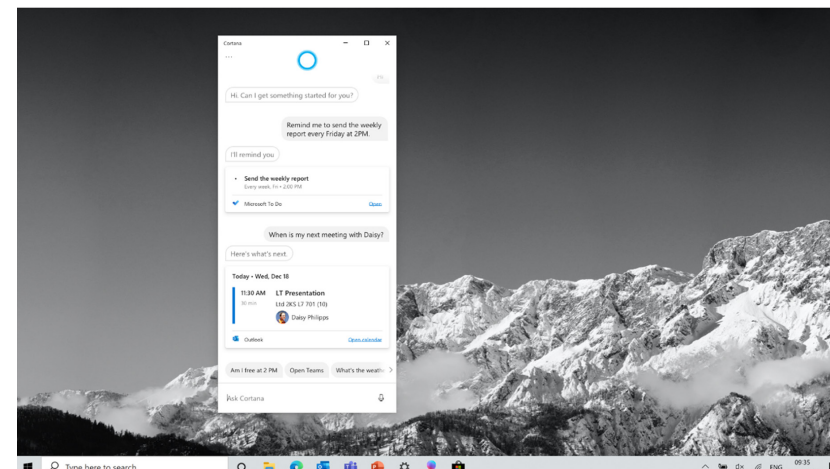 Cortana
...
Hi. Can I get something started for you?
Remind me to send the weekly
report every Friday at 2PM.
I'll remind you
Send the weekly report
Every week, Fri • 2:00 PM
Microsoft To Do Open
When is my next meeting with Daisy?
Here's what's next.
Today • Wed, Dec 18
11:30 AM LT Presentation
30 mins Ltd 2KS L7 701 (10)
Daisy Philipps
Outlook Open calendar
Am I free at 2 PM Open Teams What's the weathe
Ask Cortana
Type here to search ENG 09:35